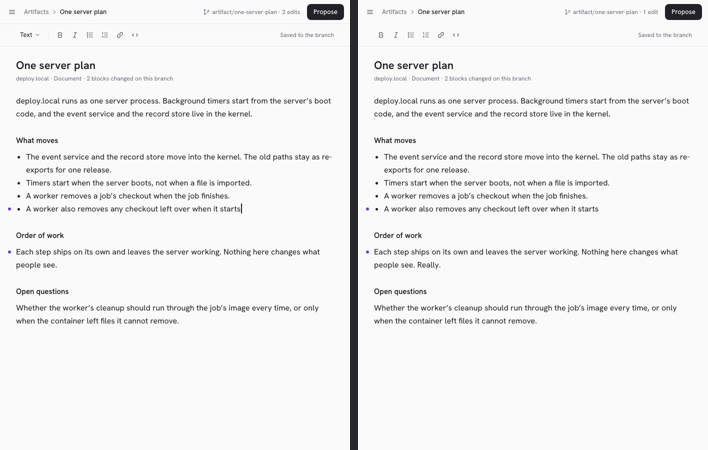 Artifacts > One server plan
artifact/one-server-plan · 2 edits
Propose
Text
B
I
Saved to the branch
One server plan
deploy.local · Document · 2 blocks changed on this branch
deploy.local runs as one server process. Background timers start from the server’s boot
code, and the event service and the record store live in the kernel.
What moves
• The event service and the record store move into the kernel. The old paths stay as re-
exports for one release.
• Timers start when the server boots, not when a file is imported.
• A worker removes a job’s checkout when the job finishes.
• A worker also removes any checkout left over when it starts
Order of work
Each step ships on its own and leaves the server working. Nothing here changes what
people see.
Open questions
Whether the worker’s cleanup should run through the job’s image every time, or only
when the container left files it cannot remove.
Artifacts > One server plan
artifact/one-server-plan · 1 edit
Propose
B
I
Saved to the branch
One server plan
deploy.local · Document · 2 blocks changed on this branch
deploy.local runs as one server process. Background timers start from the server’s boot
code, and the event service and the record store live in the kernel.
What moves
• The event service and the record store move into the kernel. The old paths stay as re-
exports for one release.
• Timers start when the server boots, not when a file is imported.
• A worker removes a job’s checkout when the job finishes.
• A worker also removes any checkout left over when it starts
Order of work
Each step ships on its own and leaves the server working. Nothing here changes what
people see. Really.
Open questions
Whether the worker’s cleanup should run through the job’s image every time, or only
when the container left files it cannot remove.